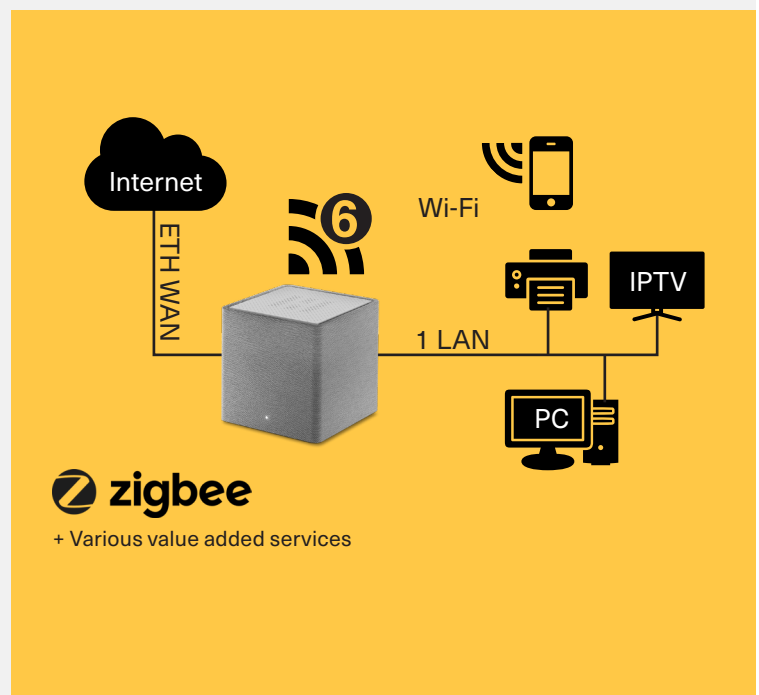 Internet
6
Wi-Fi
ETH WAN
IPTV
1 LAN
PC
zigbee
+ Various value added services